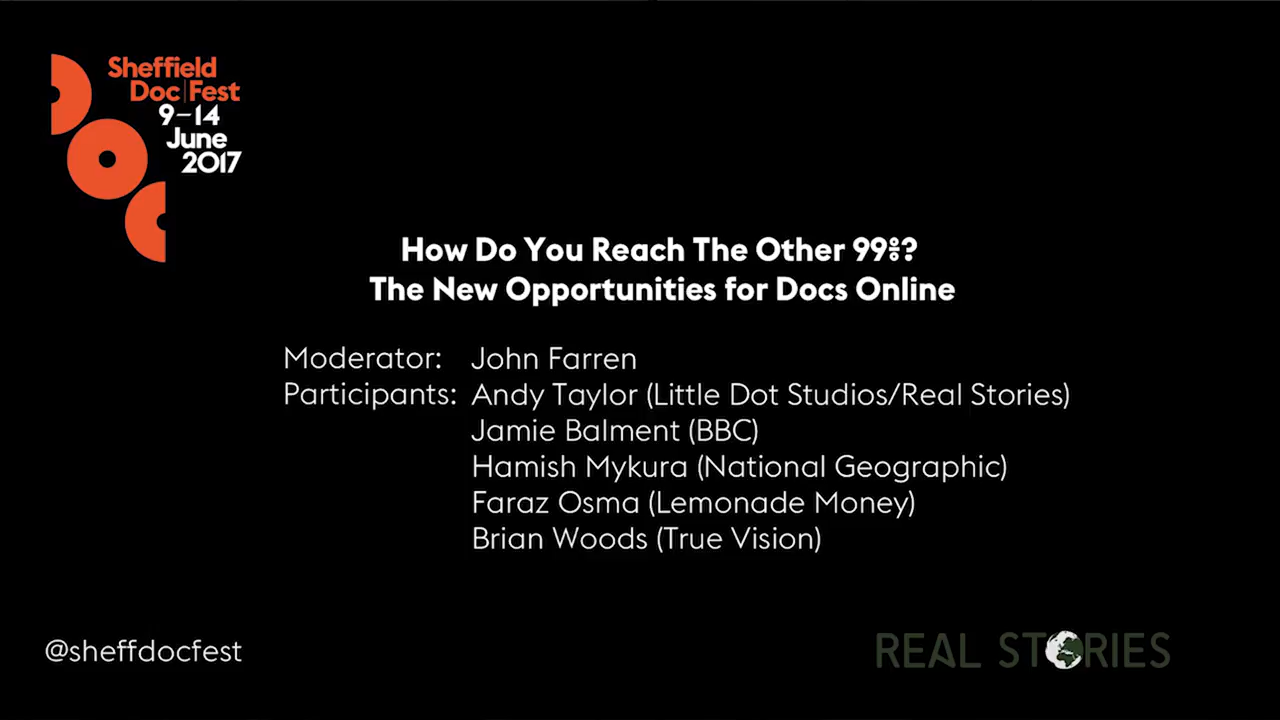 Sheffield
Doc|Fest
9–14
June
2017
How Do You Reach The Other 99%?
The New Opportunities for Docs Online
Moderator: John Farren
Participants: Andy Taylor (Little Dot Studios/Real Stories)
Jamie Balment (BBC)
Hamish Mykura (National Geographic)
Faraz Osma (Lemonade Money)
Brian Woods (True Vision)
@sheffdocfest
REAL STORIES